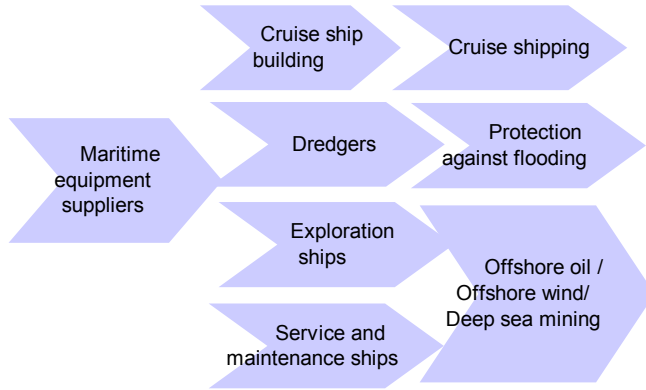 Cruise ship
building
Cruise shipping
Dredgers
Protection
against flooding
Maritime
equipment
suppliers
Exploration
ships
Offshore oil /
Offshore wind/
Deep sea mining
Service and
maintenance ships